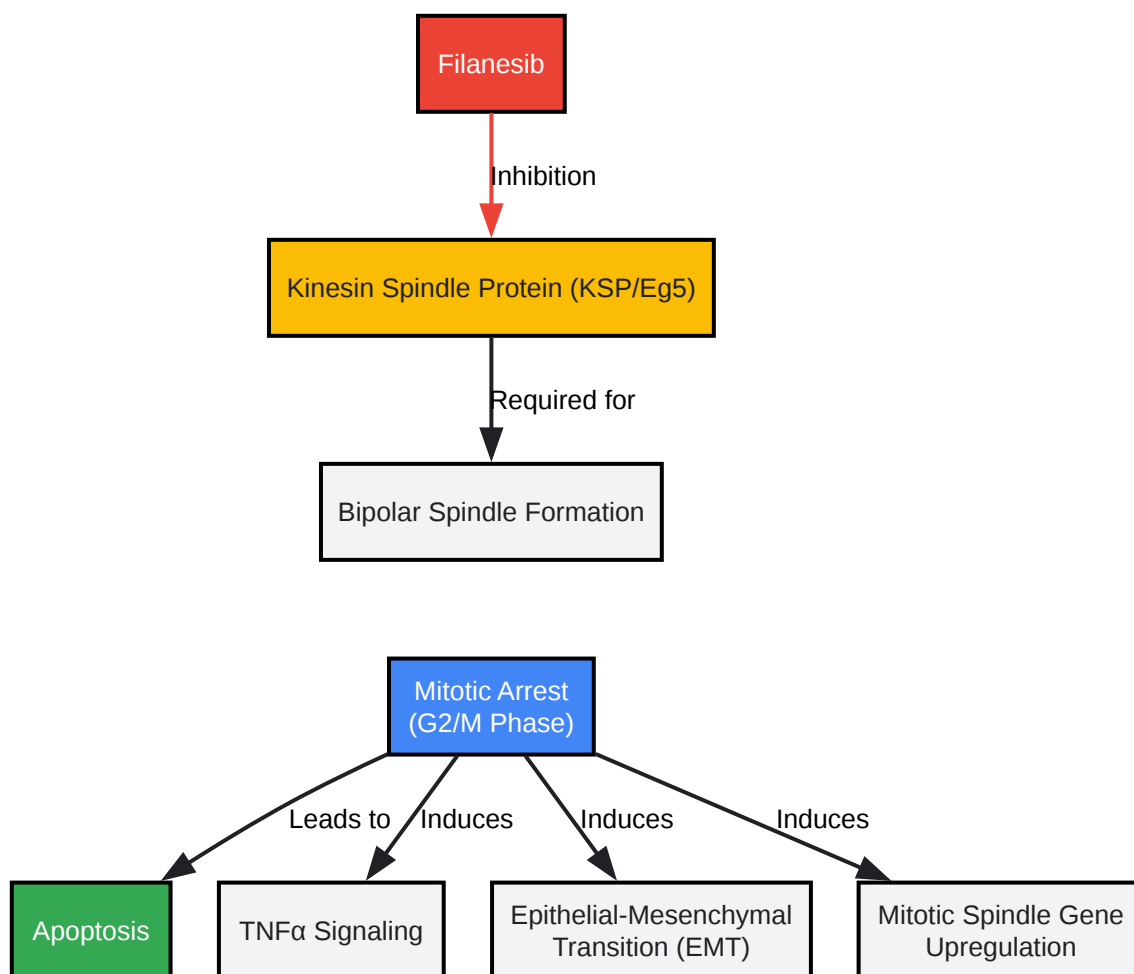 Filanesib
Inhibition
Kinesin Spindle Protein (KSP/Eg5)
Required for
Bipolar Spindle Formation
Mitotic Arrest
(G2/M Phase)
Leads to
Induces
Induces
Induces
Apoptosis
TNFα Signaling
Epithelial-Mesenchymal
Transition (EMT)
Mitotic Spindle Gene
Upregulation